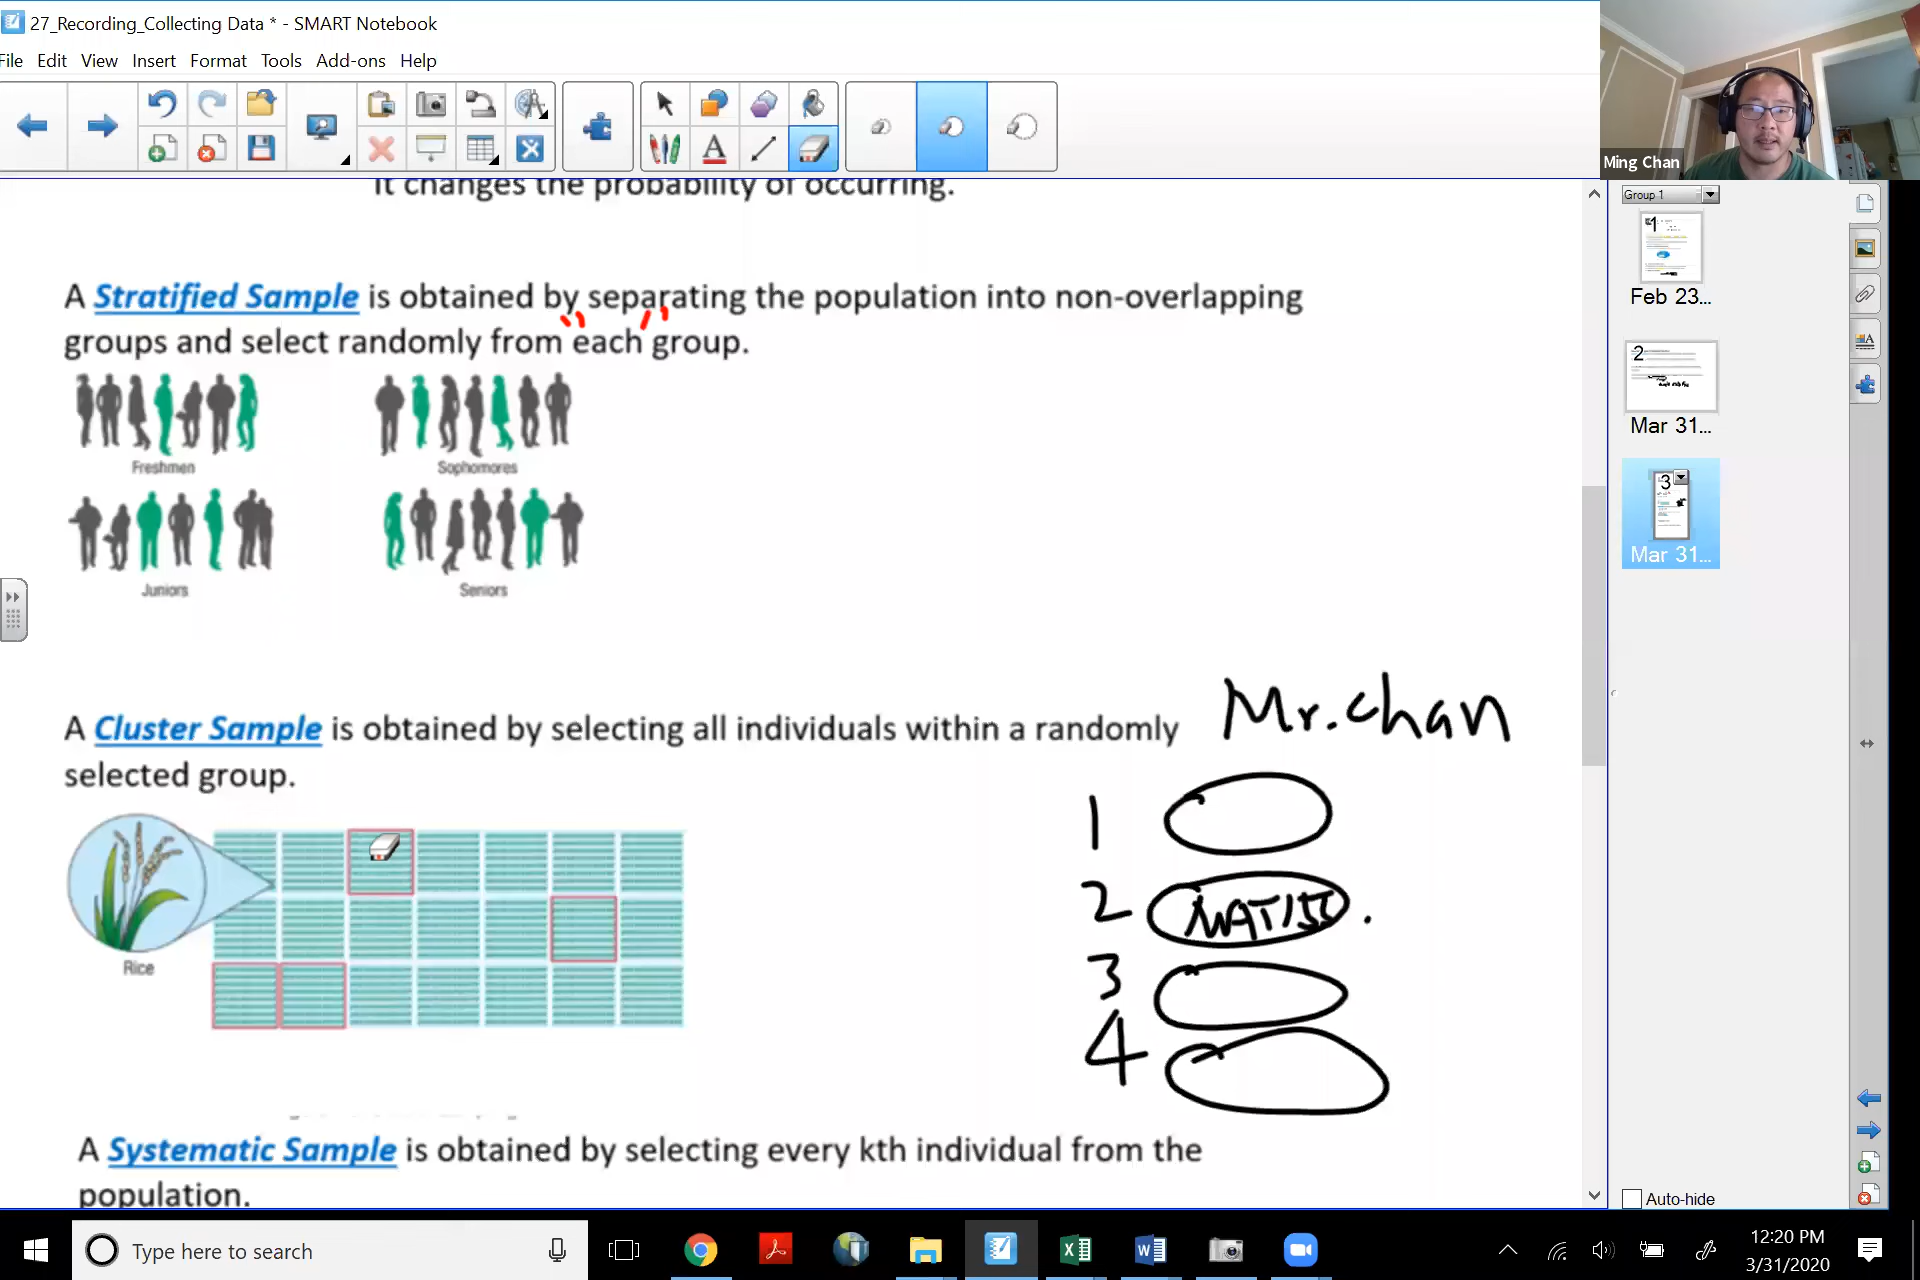 27_Recording_Collecting Data * - SMART Notebook
File Edit View Insert Format Tools Add-ons Help
Ming Chan
It changes the probability of occurring.
Group 1
1
Feb 23...
A Stratified Sample is obtained by separating the population into non-overlapping
groups and select randomly from each group.
2
Mar 31...
Freshmen
Sophomores
3
Mar 31...
Juniors
Seniors
A Cluster Sample is obtained by selecting all individuals within a randomly
selected group.
Mr. Chan
1
2 MAT152.
3
4
Rice
A Systematic Sample is obtained by selecting every kth individual from the
population.
Auto-hide
Type here to search
12:20 PM
3/31/2020